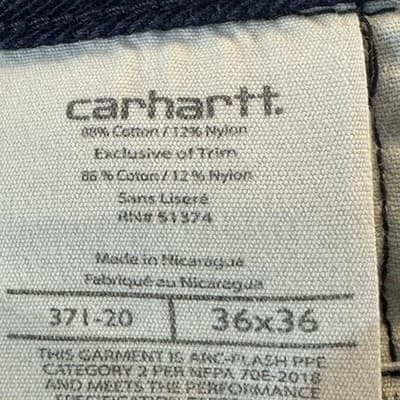 carhartt.
88% Cotton / 12% Nylon
Exclusive of Trim
86 % Coton / 12 % Nylon
Sans Liseré
RN# 51374
Made in Nicaragua
Fabriqué au Nicaragua
371-20 36x36
THIS GARMENT IS ARC-FLASH PPE
CATEGORY 2 PER NFPA 70E-2018
AND MEETS THE PERFORMANCE